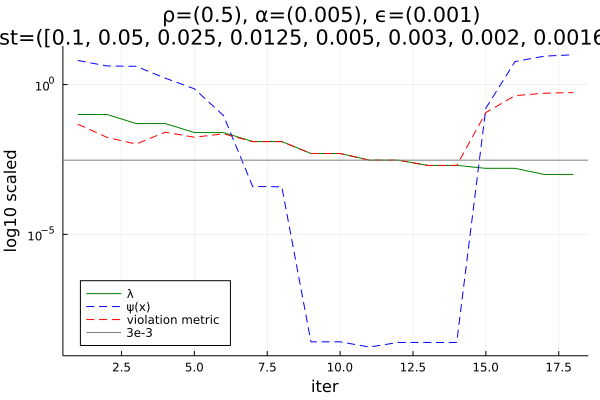 ρ=(0.5), α=(0.005), ϵ=(0.001)
st=([0.1, 0.05, 0.025, 0.0125, 0.005, 0.003, 0.002, 0.0016
10⁰
10⁻⁵
log10 scaled
λ
ψ(x)
violation metric
3e-3
2.5 5.0 7.5 10.0 12.5 15.0 17.5
iter